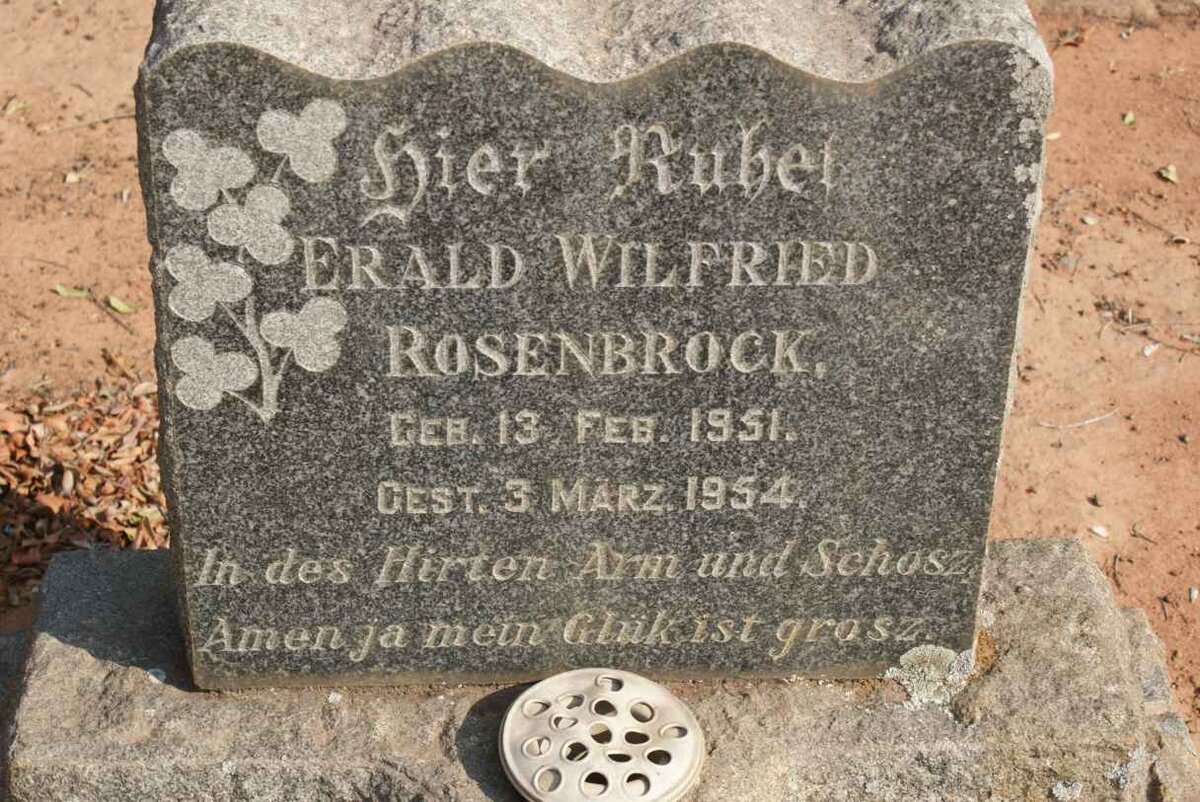 Hier Ruhet
ERALD WILFRIED
ROSENBROCK.
GEB. 13 FEB. 1951.
GEST. 3 MÄRZ. 1954.
In des Hirten Arm und Schosz,
Amen ja mein Glük ist grosz.